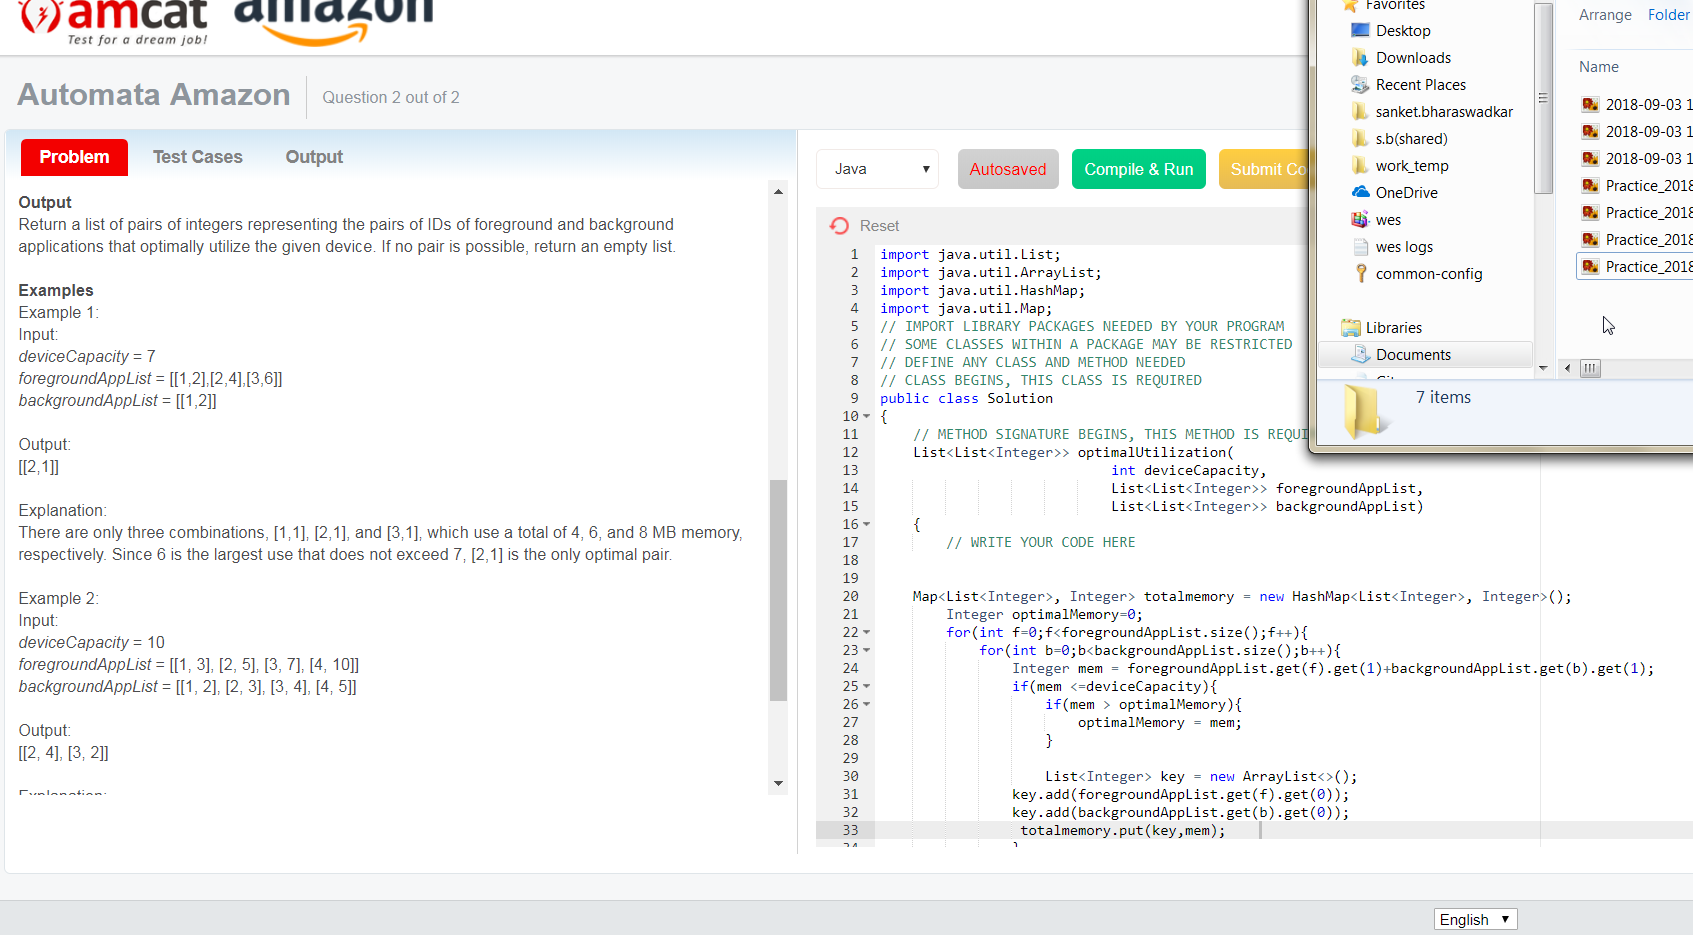 amcat
Test for a dream job!
amazon
Automata Amazon
Question 2 out of 2
Problem
Test Cases
Output
Output
Return a list of pairs of integers representing the pairs of IDs of foreground and background
applications that optimally utilize the given device. If no pair is possible, return an empty list.
Examples
Example 1:
Input:
deviceCapacity = 7
foregroundAppList = [[1,2],[2,4],[3,6]]
backgroundAppList = [[1,2]]
Output:
[[2,1]]
Explanation:
There are only three combinations, [1,1], [2,1], and [3,1], which use a total of 4, 6, and 8 MB memory,
respectively. Since 6 is the largest use that does not exceed 7, [2,1] is the only optimal pair.
Example 2:
Input:
deviceCapacity = 10
foregroundAppList = [[1, 3], [2, 5], [3, 7], [4, 10]]
backgroundAppList = [[1, 2], [2, 3], [3, 4], [4, 5]]
Output:
[[2, 4], [3, 2]]
Explanation:
Java
Autosaved
Compile & Run
Submit Co
Reset
1 import java.util.List;
2 import java.util.ArrayList;
3 import java.util.HashMap;
4 import java.util.Map;
5 // IMPORT LIBRARY PACKAGES NEEDED BY YOUR PROGRAM
6 // SOME CLASSES WITHIN A PACKAGE MAY BE RESTRICTED
7 // DEFINE ANY CLASS AND METHOD NEEDED
8 // CLASS BEGINS, THIS CLASS IS REQUIRED
9 public class Solution
10 {
11 // METHOD SIGNATURE BEGINS, THIS METHOD IS REQUI
12 List<List<Integer>> optimalUtilization(
13 int deviceCapacity,
14 List<List<Integer>> foregroundAppList,
15 List<List<Integer>> backgroundAppList)
16 {
17 // WRITE YOUR CODE HERE
18
19
20 Map<List<Integer>, Integer> totalmemory = new HashMap<List<Integer>, Integer>();
21 Integer optimalMemory=0;
22 for(int f=0;f<foregroundAppList.size();f++){
23 for(int b=0;b<backgroundAppList.size();b++){
24 Integer mem = foregroundAppList.get(f).get(1)+backgroundAppList.get(b).get(1);
25 if(mem <=deviceCapacity){
26 if(mem > optimalMemory){
27 optimalMemory = mem;
28 }
29
30 List<Integer> key = new ArrayList<>();
31 key.add(foregroundAppList.get(f).get(0));
32 key.add(backgroundAppList.get(b).get(0));
33 totalmemory.put(key,mem);
34 }
Favorites
Desktop
Downloads
Recent Places
sanket.bharaswadkar
s.b(shared)
work_temp
OneDrive
wes
wes logs
common-config
Libraries
Documents
Arrange Folder
Name
2018-09-03 1
2018-09-03 1
2018-09-03 1
Practice_2018
Practice_2018
Practice_2018
Practice_2018
7 items
English